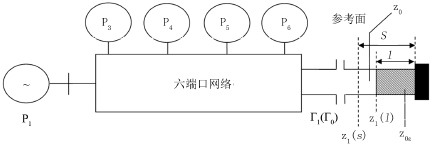 P₃
P₄
P₅
P₆
z₀
参考面
S
l
～
六端口网络
P₁
Γ₁(Γ₀)
z₁(l)
z₀ε
z₁(s)